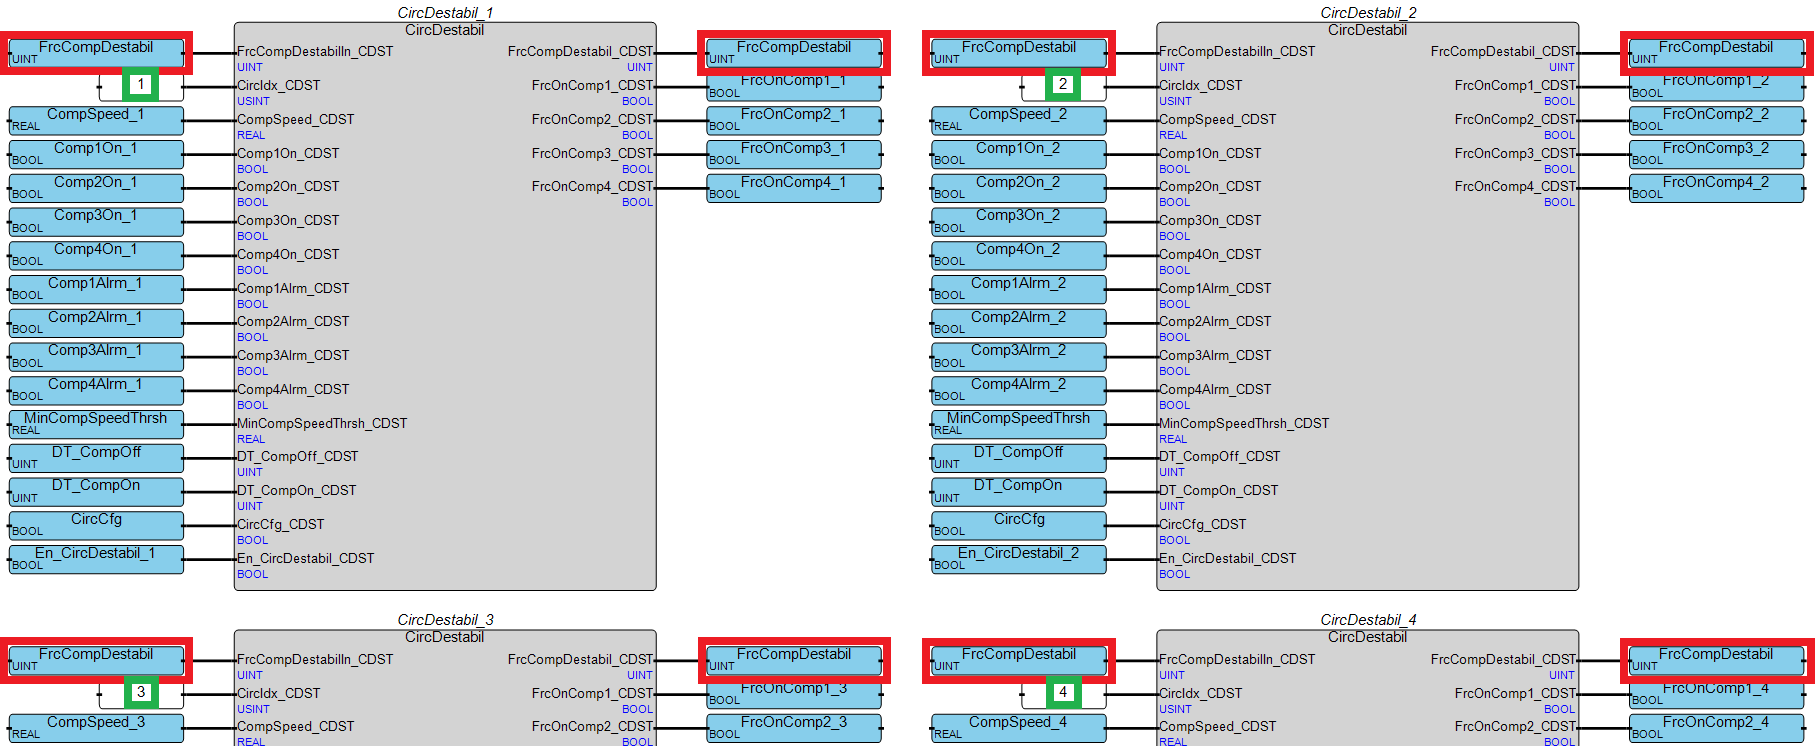 CircDestabil_1
CircDestabil
FrcCompDestabil
UINT
FrcCompDestabilIn_CDST
UINT
FrcCompDestabil_CDST
UINT
FrcCompDestabil
UINT
1
CircIdx_CDST
USINT
FrcOnComp1_CDST
BOOL
FrcOnComp1_1
BOOL
CompSpeed_1
REAL
CompSpeed_CDST
REAL
FrcOnComp2_CDST
BOOL
FrcOnComp2_1
BOOL
Comp1On_1
BOOL
Comp1On_CDST
BOOL
FrcOnComp3_CDST
BOOL
FrcOnComp3_1
BOOL
Comp2On_1
BOOL
Comp2On_CDST
BOOL
FrcOnComp4_CDST
BOOL
FrcOnComp4_1
BOOL
Comp3On_1
BOOL
Comp3On_CDST
BOOL
Comp4On_1
BOOL
Comp4On_CDST
BOOL
Comp1Alrm_1
BOOL
Comp1Alrm_CDST
BOOL
Comp2Alrm_1
BOOL
Comp2Alrm_CDST
BOOL
Comp3Alrm_1
BOOL
Comp3Alrm_CDST
BOOL
Comp4Alrm_1
BOOL
Comp4Alrm_CDST
BOOL
MinCompSpeedThrsh
REAL
MinCompSpeedThrsh_CDST
REAL
DT_CompOff
UINT
DT_CompOff_CDST
UINT
DT_CompOn
UINT
DT_CompOn_CDST
UINT
CircCfg
BOOL
CircCfg_CDST
BOOL
En_CircDestabil_1
BOOL
En_CircDestabil_CDST
BOOL
CircDestabil_2
CircDestabil
FrcCompDestabil
UINT
FrcCompDestabilIn_CDST
UINT
FrcCompDestabil_CDST
UINT
FrcCompDestabil
UINT
2
CircIdx_CDST
USINT
FrcOnComp1_CDST
BOOL
FrcOnComp1_2
BOOL
CompSpeed_2
REAL
CompSpeed_CDST
REAL
FrcOnComp2_CDST
BOOL
FrcOnComp2_2
BOOL
Comp1On_2
BOOL
Comp1On_CDST
BOOL
FrcOnComp3_CDST
BOOL
FrcOnComp3_2
BOOL
Comp2On_2
BOOL
Comp2On_CDST
BOOL
FrcOnComp4_CDST
BOOL
FrcOnComp4_2
BOOL
Comp3On_2
BOOL
Comp3On_CDST
BOOL
Comp4On_2
BOOL
Comp4On_CDST
BOOL
Comp1Alrm_2
BOOL
Comp1Alrm_CDST
BOOL
Comp2Alrm_2
BOOL
Comp2Alrm_CDST
BOOL
Comp3Alrm_2
BOOL
Comp3Alrm_CDST
BOOL
Comp4Alrm_2
BOOL
Comp4Alrm_CDST
BOOL
MinCompSpeedThrsh
REAL
MinCompSpeedThrsh_CDST
REAL
DT_CompOff
UINT
DT_CompOff_CDST
UINT
DT_CompOn
UINT
DT_CompOn_CDST
UINT
CircCfg
BOOL
CircCfg_CDST
BOOL
En_CircDestabil_2
BOOL
En_CircDestabil_CDST
BOOL
CircDestabil_3
CircDestabil
FrcCompDestabil
UINT
FrcCompDestabilIn_CDST
UINT
FrcCompDestabil_CDST
UINT
FrcCompDestabil
UINT
3
CircIdx_CDST
USINT
FrcOnComp1_CDST
BOOL
FrcOnComp1_3
BOOL
CompSpeed_3
REAL
CompSpeed_CDST
REAL
FrcOnComp2_CDST
BOOL
FrcOnComp2_3
BOOL
CircDestabil_4
CircDestabil
FrcCompDestabil
UINT
FrcCompDestabilIn_CDST
UINT
FrcCompDestabil_CDST
UINT
FrcCompDestabil
UINT
4
CircIdx_CDST
USINT
FrcOnComp1_CDST
BOOL
FrcOnComp1_4
BOOL
CompSpeed_4
REAL
CompSpeed_CDST
REAL
FrcOnComp2_CDST
BOOL
FrcOnComp2_4
BOOL